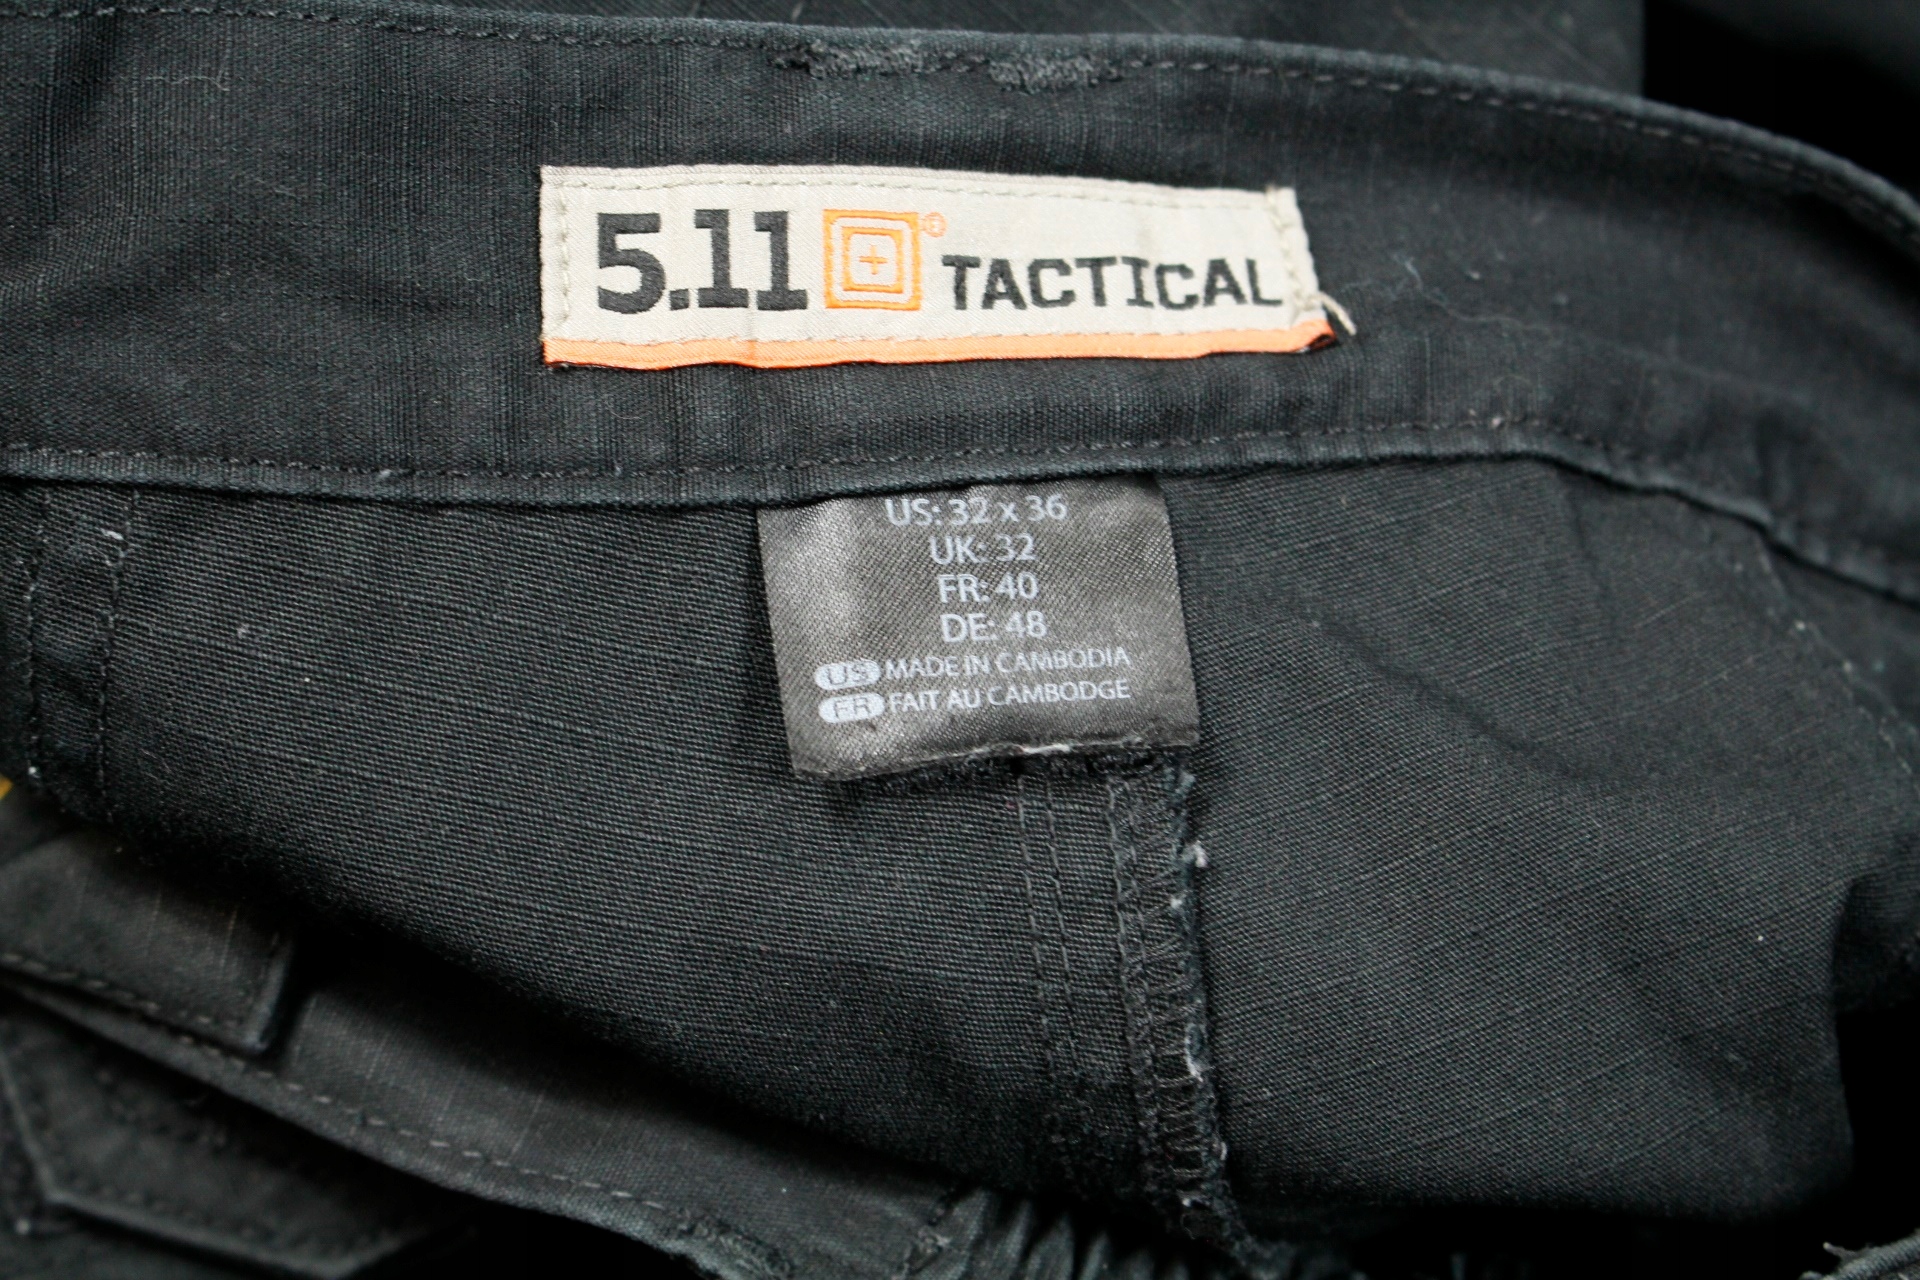 5.11 TACTICAL
US: 32 x 36
UK: 32
FR: 40
DE: 48
US MADE IN CAMBODIA
FR FAIT AU CAMBODGE